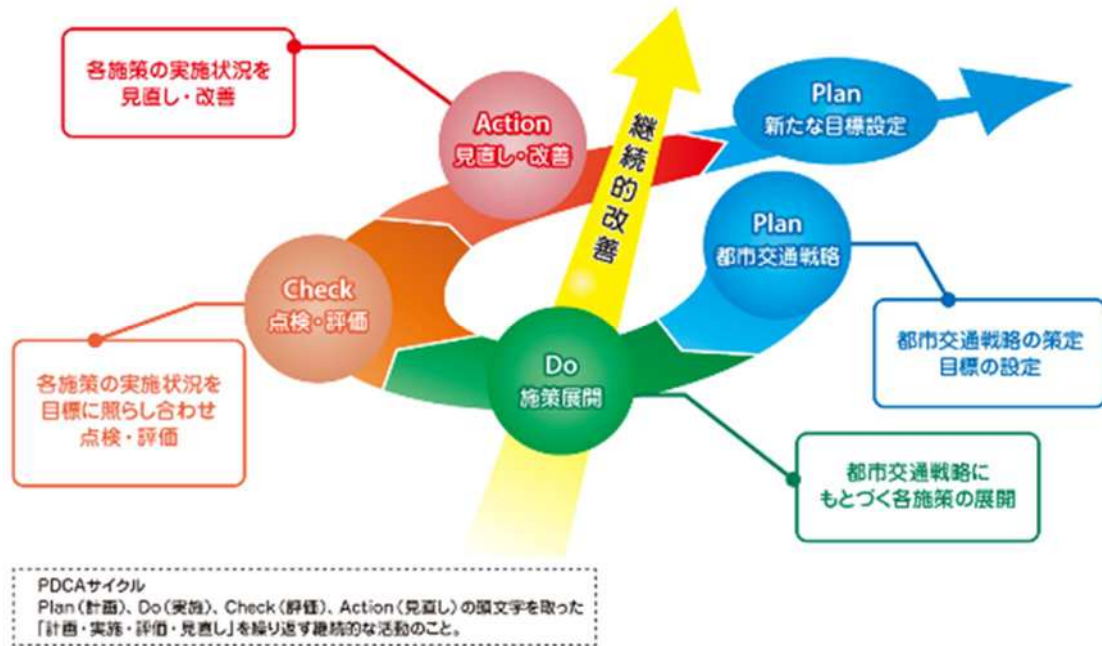 各施策の実施状況を
見直し・改善
Action
見直し・改善
継続的改善
Plan
新たな目標設定
Plan
都市交通戦略
Check
点検・評価
Do
施策展開
都市交通戦略の策定
目標の設定
各施策の実施状況を
目標に照らし合わせ
点検・評価
都市交通戦略に
もとづく各施策の展開
PDCAサイクル
Plan(計画)、Do(実施)、Check(評価)、Action(見直し)の頭文字を取った
「計画・実施・評価・見直し」を繰り返す継続的な活動のこと。